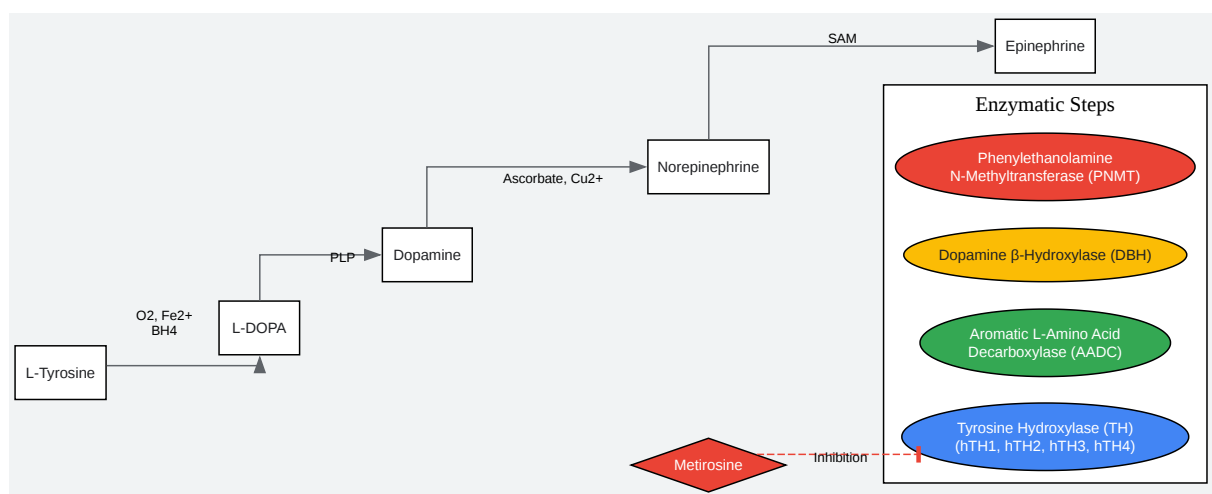 SAM
Epinephrine
Enzymatic Steps
Phenylethanolamine
N-Methyltransferase (PNMT)
Norepinephrine
Ascorbate, Cu2+
Dopamine
PLP
Dopamine β-Hydroxylase (DBH)
O2, Fe2+
BH4
L-DOPA
L-Tyrosine
Aromatic L-Amino Acid
Decarboxylase (AADC)
Tyrosine Hydroxylase (TH)
(hTH1, hTH2, hTH3, hTH4)
Metirosine
Inhibition